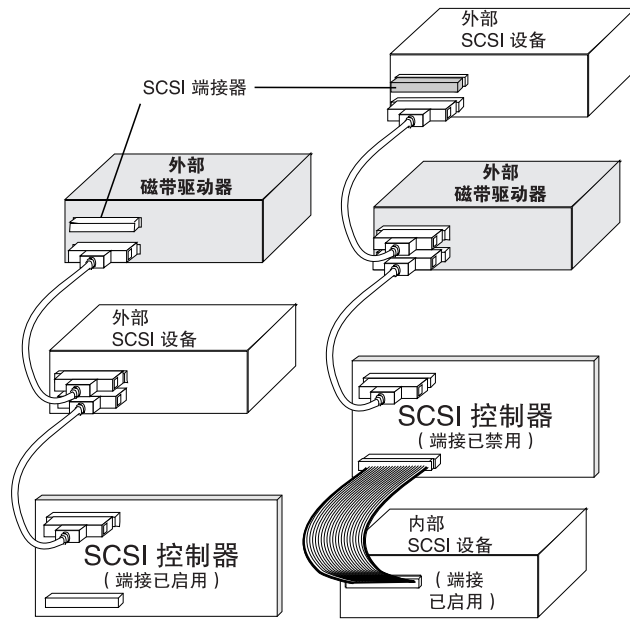 外部
SCSI 设备
SCSI 端接器
外部
磁带驱动器
外部
磁带驱动器
外部
SCSI 设备
SCSI 控制器
（端接已禁用）
SCSI 控制器
（端接已启用）
内部
SCSI 设备
（端接
已启用）